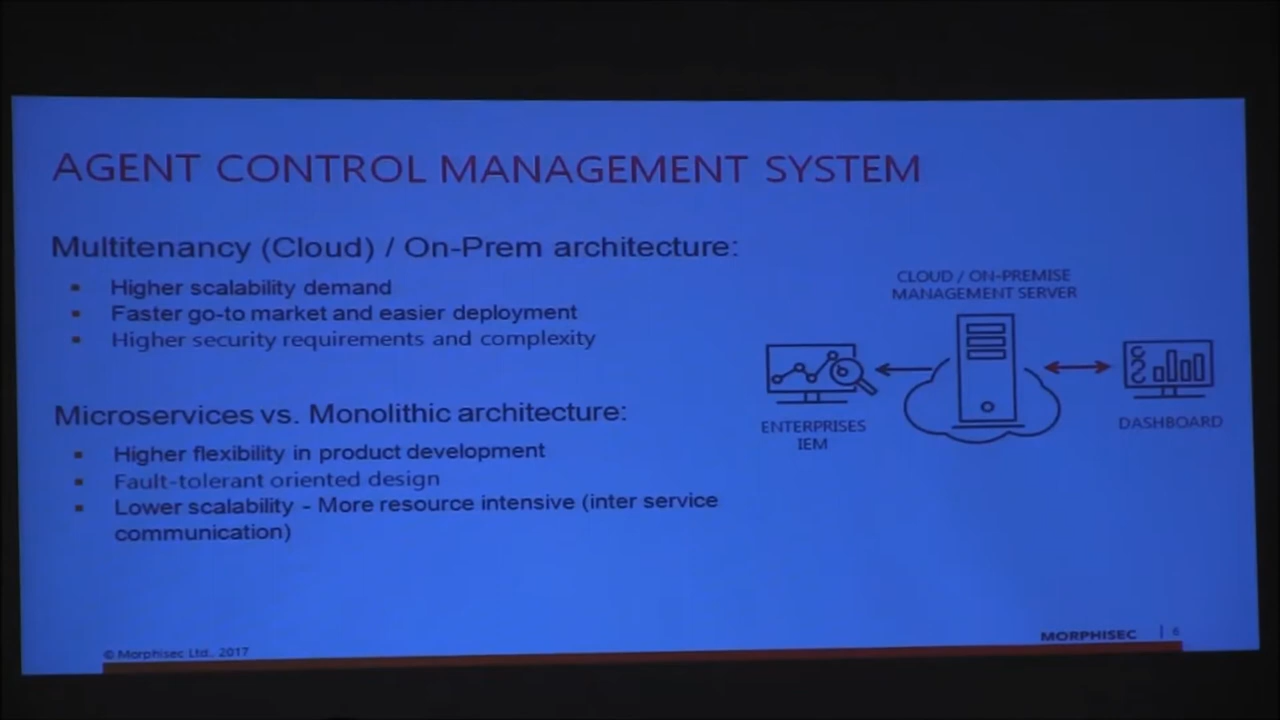 AGENT CONTROL MANAGEMENT SYSTEM
Multitenancy (Cloud) / On-Prem architecture:
▪ Higher scalability demand
▪ Faster go-to market and easier deployment
▪ Higher security requirements and complexity
Microservices vs. Monolithic architecture:
▪ Higher flexibility in product development
▪ Fault-tolerant oriented design
▪ Lower scalability - More resource intensive (inter service
communication)
CLOUD / ON-PREMISE
MANAGEMENT SERVER
ENTERPRISES
IEM
DASHBOARD
© Morphisec Ltd., 2017
MORPHISEC | 6